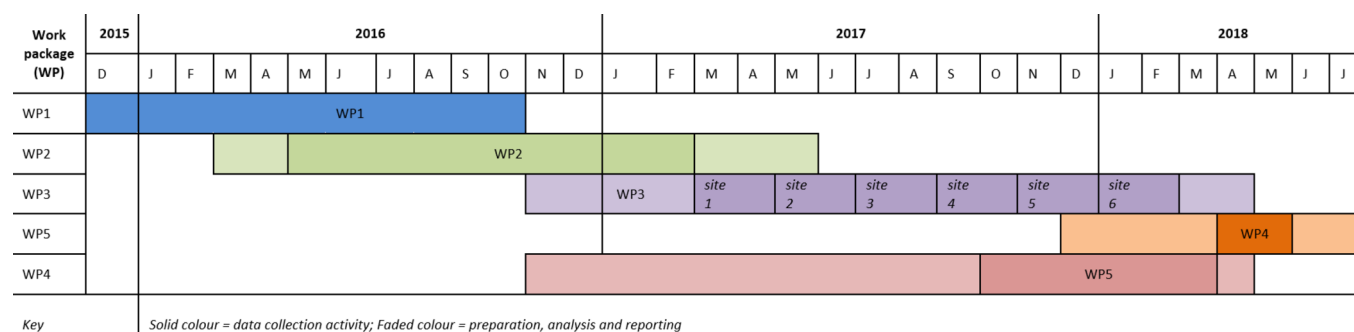 Work package (WP) 2015 2016 2017 2018
D J F M A M J J A S O N D J F M A M J J A S O N D J F M A M J J
WP1 WP1
WP2 WP2
WP3 WP3 site 1 site 2 site 3 site 4 site 5 site 6
WP5 WP4
WP4 WP5
Key Solid colour = data collection activity; Faded colour = preparation, analysis and reporting